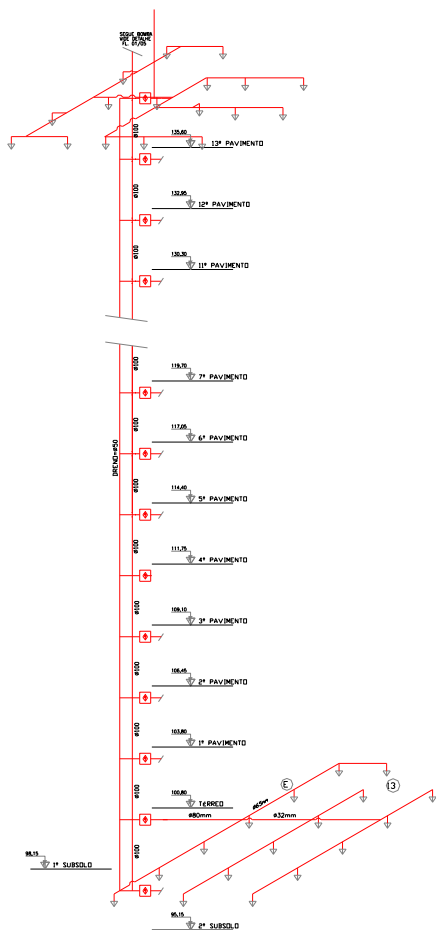 SEGUE BOMBA
VIDE DETALHE
FL. 01/05
ø100
135,60
13º PAVIMENTO
ø100
132,95
12º PAVIMENTO
ø100
130,30
11º PAVIMENTO
ø100
119,70
7º PAVIMENTO
ø100
117,05
6º PAVIMENTO
DRENO=ø50
ø100
114,40
5º PAVIMENTO
ø100
111,75
4º PAVIMENTO
ø100
109,10
3º PAVIMENTO
ø100
106,45
2º PAVIMENTO
ø100
103,80
1º PAVIMENTO
E
13
ø100
100,80
TéRREO
ø65mm
ø80mm
ø32mm
ø100
98,15
1º SUBSOLO
95,15
2º SUBSOLO